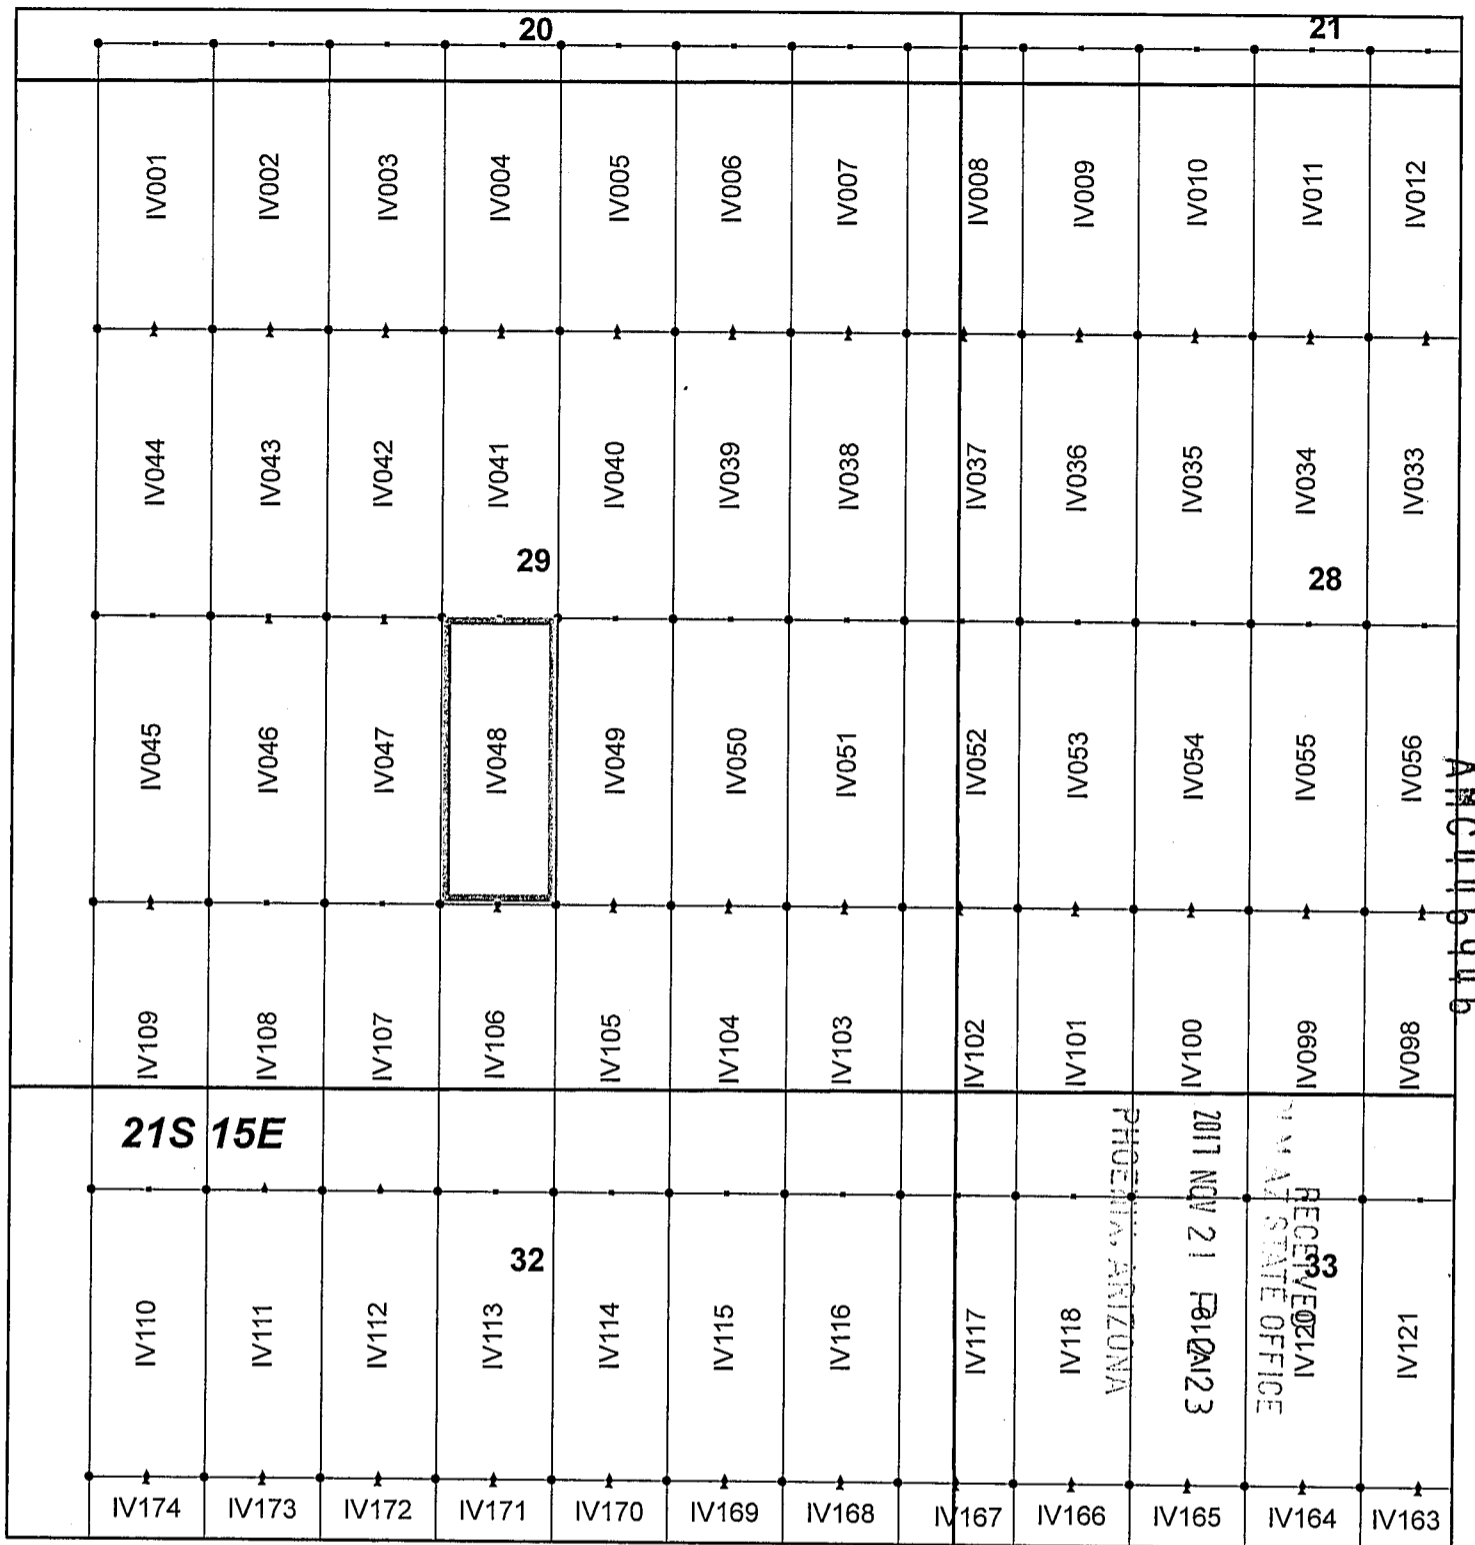 20 21
IV001 IV002 IV003 IV004 IV005 IV006 IV007 IV008 IV009 IV010 IV011 IV012
IV044 IV043 IV042 IV041 IV040 IV039 IV038 IV037 IV036 IV035 IV034 IV033
29 28
IV045 IV046 IV047 IV048 IV049 IV050 IV051 IV052 IV053 IV054 IV055 IV056
IV109 IV108 IV107 IV106 IV105 IV104 IV103 IV102 IV101 IV100 IV099 IV098
21S 15E
32 33
IV110 IV111 IV112 IV113 IV114 IV115 IV116 IV117 IV118 IV120 IV121
IV174 IV173 IV172 IV171 IV170 IV169 IV168 IV167 IV166 IV165 IV164 IV163
RECEIVED
AZ STATE OFFICE
2017 NOV 21
PHOENIX, ARIZONA